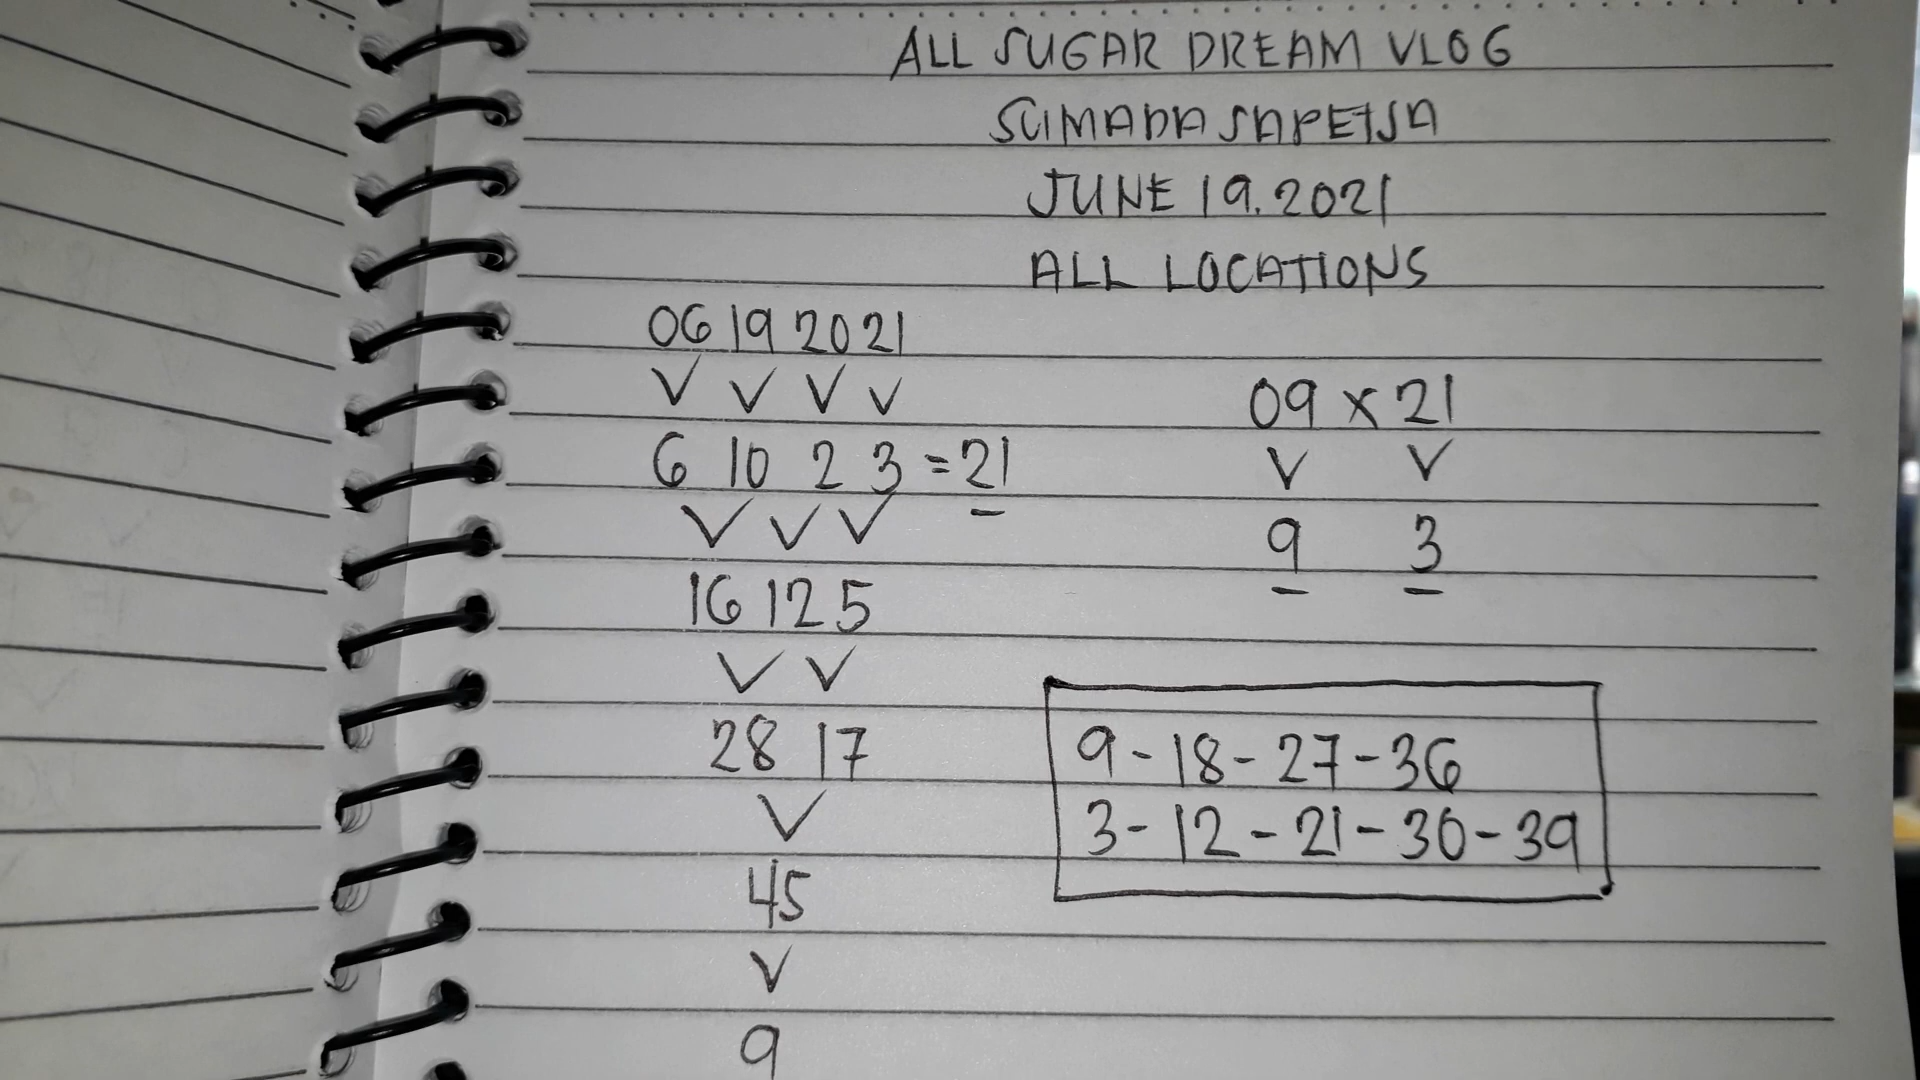 ALL SUGAR DREAM VLOG
SUMADA SAPETSA
JUNE 19.2021
ALL LOCATIONS
06 19 20 21
6 10 2 3 = 21
16 12 5
28 17
45
9
09 x 21
9 3
9-18-27-36
3-12-21-30-39